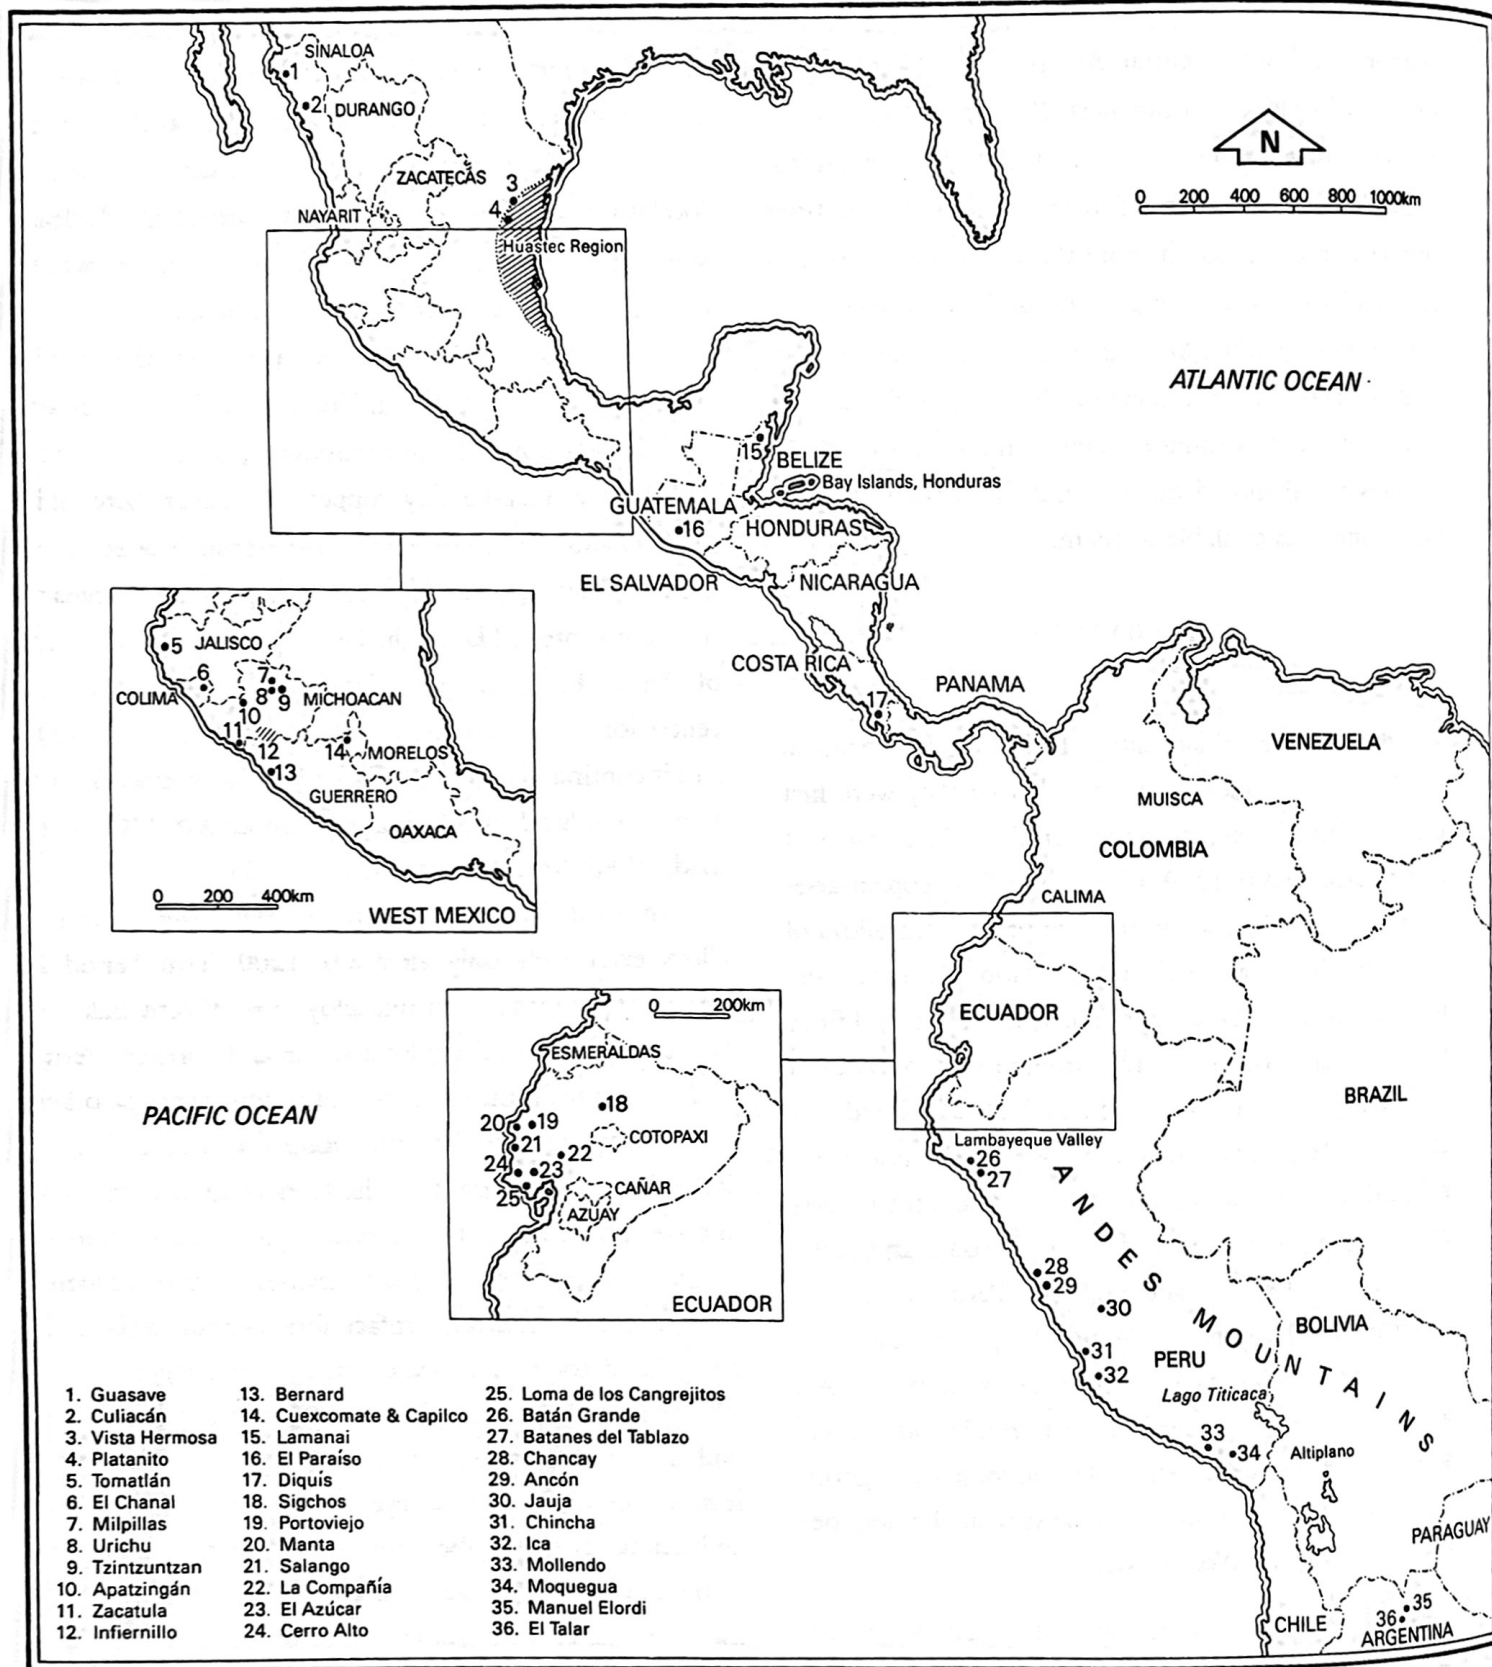 SINALOA
1
2 DURANGO
N
ZACATECAS
3
4
NAYARIT
0 200 400 600 800 1000km
Huastec Region
ATLANTIC OCEAN
15
BELIZE
Bay Islands, Honduras
GUATEMALA
16
HONDURAS
EL SALVADOR
NICARAGUA
COSTA RICA
17
PANAMA
VENEZUELA
MUISCA
COLOMBIA
CALIMA
5 JALISCO
6
7
COLIMA
8 9 MICHOACAN
10
11
12
14 MORELOS
13
GUERRERO
OAXACA
0 200 400km
WEST MEXICO
ECUADOR
0 200km
ESMERALDAS
PACIFIC OCEAN
BRAZIL
18
20 19
COTOPAXI
21
22
24 23
CAÑAR
25
AZUAY
ECUADOR
Lambayeque Valley
26
27
ANDES MOUNTAINS
28
29
30
BOLIVIA
31
PERU
32
Lago Titicaca
33
34
Altiplano
PARAGUAY
35
36
CHILE
ARGENTINA
1. Guasave
2. Culiacán
3. Vista Hermosa
4. Platanito
5. Tomatlán
6. El Chanal
7. Milpillas
8. Urichu
9. Tzintzuntzan
10. Apatzingán
11. Zacatula
12. Infiernillo
13. Bernard
14. Cuexcomate & Capilco
15. Lamanai
16. El Paraíso
17. Diquís
18. Sigchos
19. Portoviejo
20. Manta
21. Salango
22. La Compañía
23. El Azúcar
24. Cerro Alto
25. Loma de los Cangrejitos
26. Batán Grande
27. Batanes del Tablazo
28. Chancay
29. Ancón
30. Jauja
31. Chincha
32. Ica
33. Mollendo
34. Moquegua
35. Manuel Elordi
36. El Talar